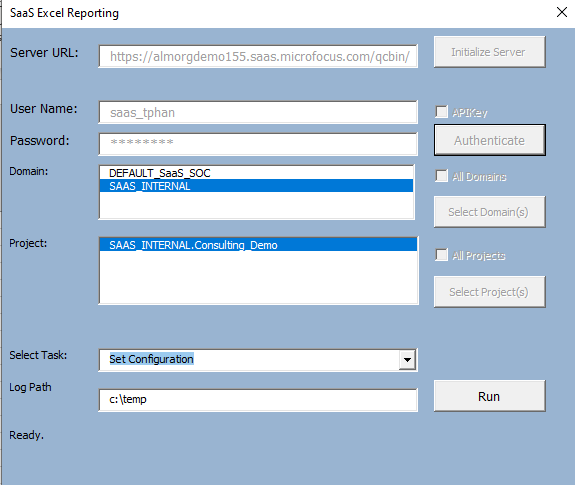 SaaS Excel Reporting
Server URL: https://almorgdemo155.saas.microfocus.com/qcbin/ Initialize Server
User Name: saas_tphan APIKey
Password: ******** Authenticate
Domain: DEFAULT_SaaS_SOC All Domains
SAAS_INTERNAL
Select Domain(s)
Project: SAAS_INTERNAL.Consulting_Demo All Projects
Select Project(s)
Select Task: Set Configuration
Log Path c:\temp Run
Ready.